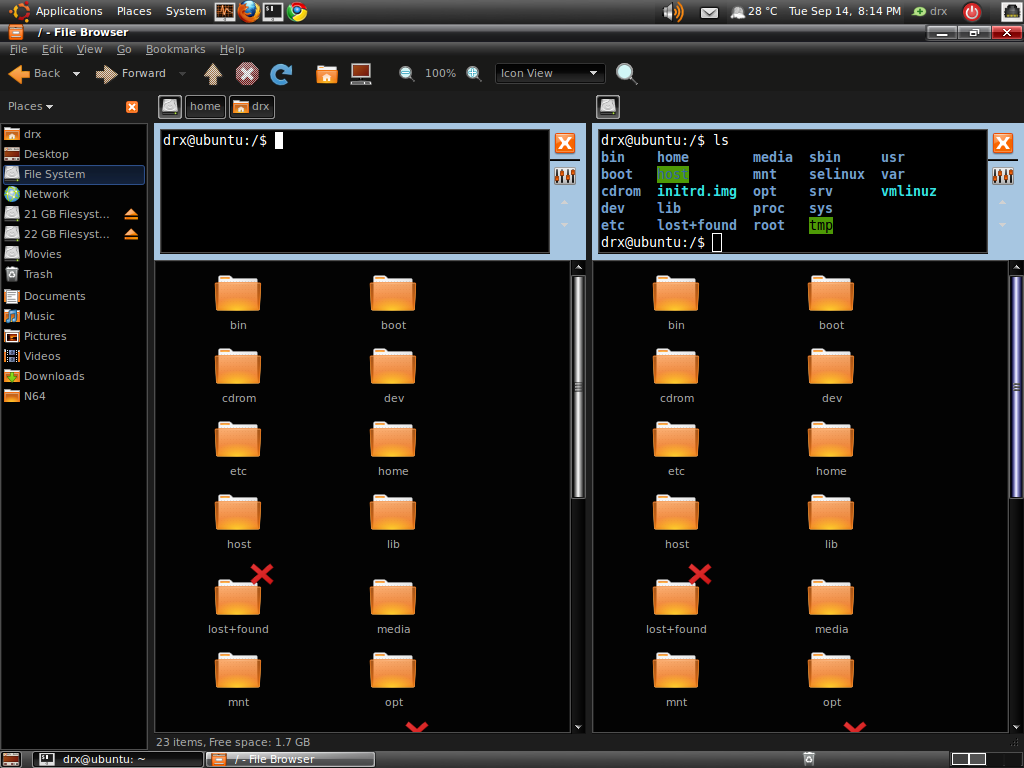 Applications Places System 28 °C Tue Sep 14, 8:14 PM drx
/ - File Browser
File Edit View Go Bookmarks Help
Back Forward 100% Icon View
Places home drx
drx
Desktop
File System
Network
21 GB Filesyst...
22 GB Filesyst...
Movies
Trash
Documents
Music
Pictures
Videos
Downloads
N64
drx@ubuntu:/$
drx@ubuntu:/$ ls
bin home media sbin usr
boot host mnt selinux var
cdrom initrd.img opt srv vmlinuz
dev lib proc sys
etc lost+found root tmp
drx@ubuntu:/$
bin boot
cdrom dev
etc home
host lib
lost+found media
mnt opt
bin boot
cdrom dev
etc home
host lib
lost+found media
mnt opt
23 items, Free space: 1.7 GB
drx@ubuntu: ~ / - File Browser